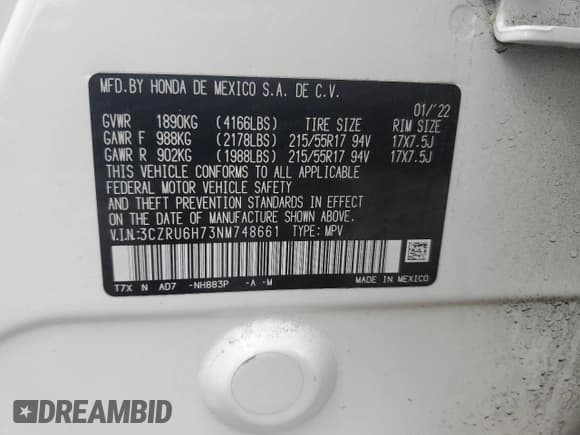 MFD.BY HONDA DE MEXICO S.A. DE C.V.
01/'22
GVWR 1890KG (4166LBS) TIRE SIZE RIM SIZE
GAWR F 988KG (2178LBS) 215/55R17 94V 17X7.5J
GAWR R 902KG (1988LBS) 215/55R17 94V 17X7.5J
THIS VEHICLE CONFORMS TO ALL APPLICABLE
FEDERAL MOTOR VEHICLE SAFETY
AND THEFT PREVENTION STANDARDS IN EFFECT ON THE
DATE OF MANUFACTURE SHOWN ABOVE.
V.I.N:3CZRU6H73NM748661 TYPE: MPV
T7X N AD7 -NH883P -A -M MADE IN MEXICO
DREAMBID